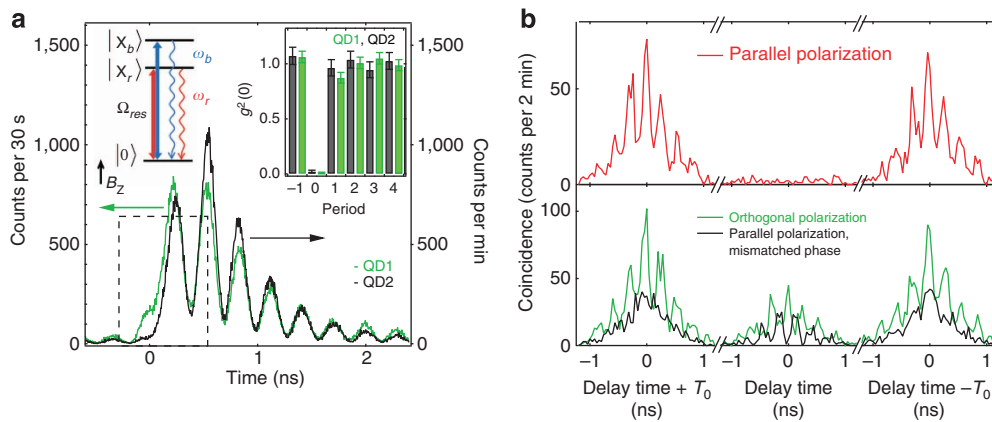 a
1,500
1,000
500
0
Counts per 30 s
|X_b⟩
|X_r⟩
Ω_res
|0⟩
B_Z
ω_b
ω_r
QD1, QD2
1.0
0.0
g²(0)
−1 0 1 2 3 4
Period
1,500
1,000
500
0
Counts per min
- QD1
- QD2
0 1 2
Time (ns)
b
Parallel polarization
50
0
Orthogonal polarization
Parallel polarization,
mismatched phase
100
50
0
Coincidence (counts per 2 min)
−1 0 1 −1 0 1 −1 0 1
Delay time + T₀
(ns)
Delay time
(ns)
Delay time −T₀
(ns)